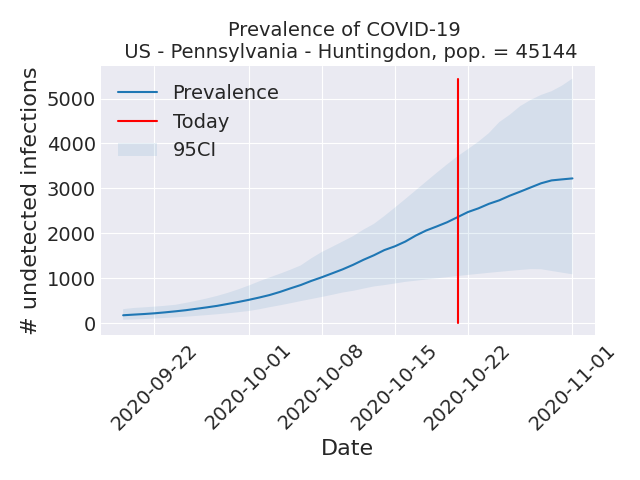 Prevalence of COVID-19
US - Pennsylvania - Huntingdon, pop. = 45144
# undetected infections
5000
4000
3000
2000
1000
0
Prevalence
Today
95CI
2020-09-22
2020-10-01
2020-10-08
2020-10-15
2020-10-22
2020-11-01
Date